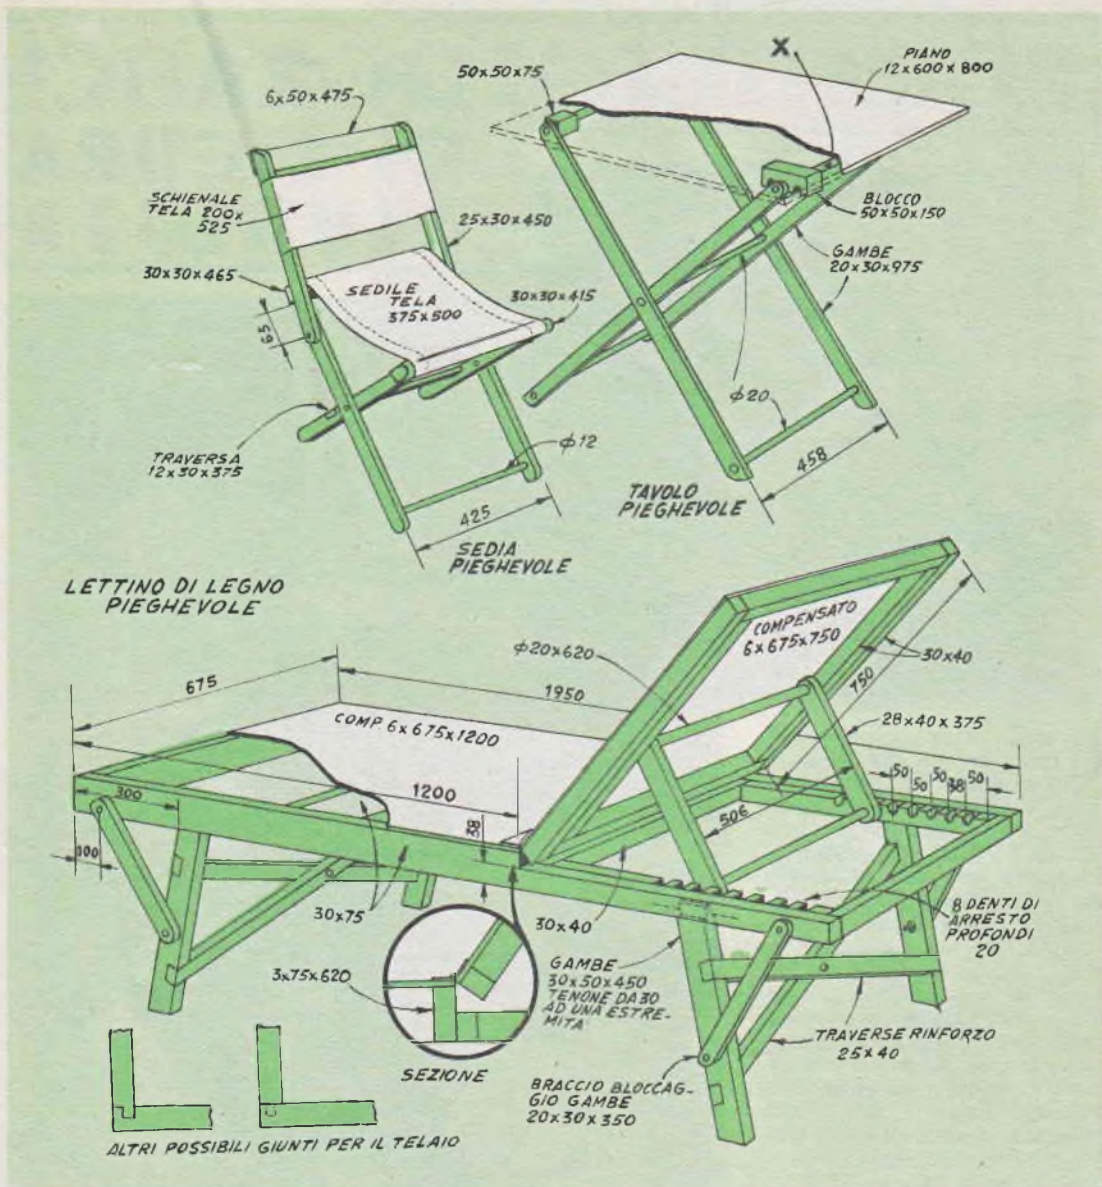 6x50x475
SCHIENALE
TELA 200x
525
25x30x450
30x30x465
SEDILE
TELA
375x500
30x30x415
65
TRAVERSA
12x30x375
φ12
425
SEDIA
PIEGHEVOLE
50x50x75
X
PIANO
12x600x800
BLOCCO
50x50x150
GAMBE
20x30x975
φ20
458
TAVOLO
PIEGHEVOLE
LETTINO DI LEGNO
PIEGHEVOLE
675
1950
φ20x620
COMPENSATO
6x675x750
30x40
750
28x40x375
COMP. 6x675x1200
1200
300
100
38
506
50
50
50
38
50
30x75
30x40
8 DENTI DI
ARRESTO
PROFONDI
20
3x75x620
SEZIONE
GAMBE
30x50x450
TENONE DA 30
AD UNA ESTRE-
MITA'
TRAVERSE RINFORZO
25x40
BRACCIO BLOCCAG-
GIO GAMBE
20x30x350
ALTRI POSSIBILI GIUNTI PER IL TELAIO